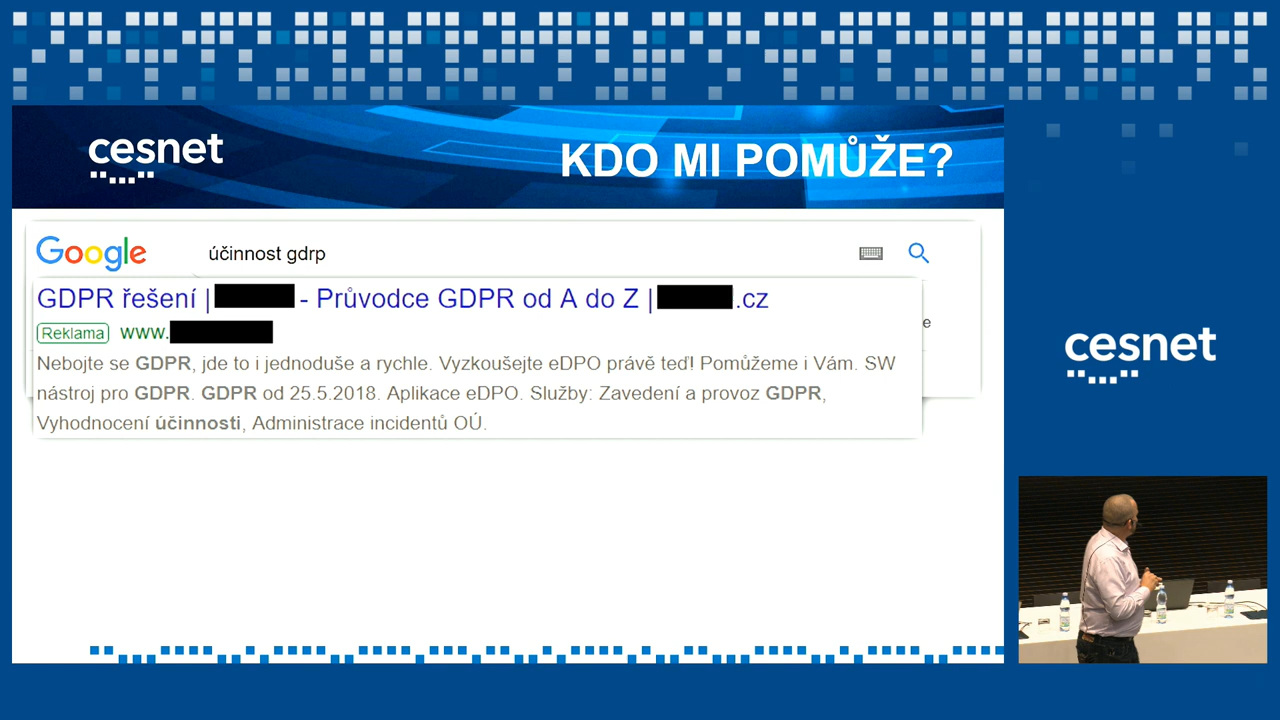 cesnet
KDO MI POMŮŽE?
Google
účinnost gdrp
GDPR řešení | - Průvodce GDPR od A do Z | .cz
Reklama www.
e
Nebojte se GDPR, jde to i jednoduše a rychle. Vyzkoušejte eDPO právě teď! Pomůžeme i Vám. SW
nástroj pro GDPR. GDPR od 25.5.2018. Aplikace eDPO. Služby: Zavedení a provoz GDPR,
Vyhodnocení účinnosti, Administrace incidentů OÚ.
cesnet